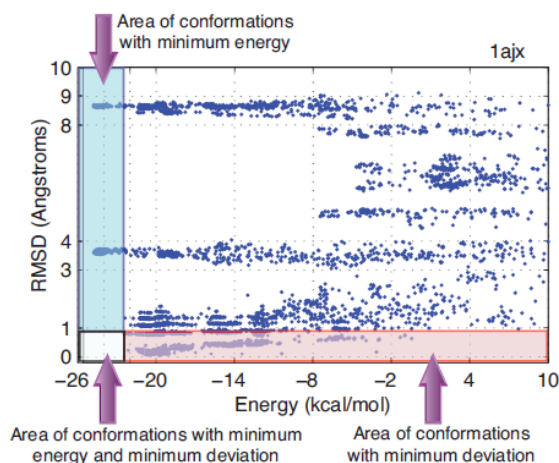 Area of conformations
with minimum energy
1ajx
10
9
8
4
3
1
0
RMSD (Angstroms)
−26 −20 −14 −8 −2 4 10
Energy (kcal/mol)
Area of conformations with minimum
energy and minimum deviation
Area of conformations
with minimum deviation